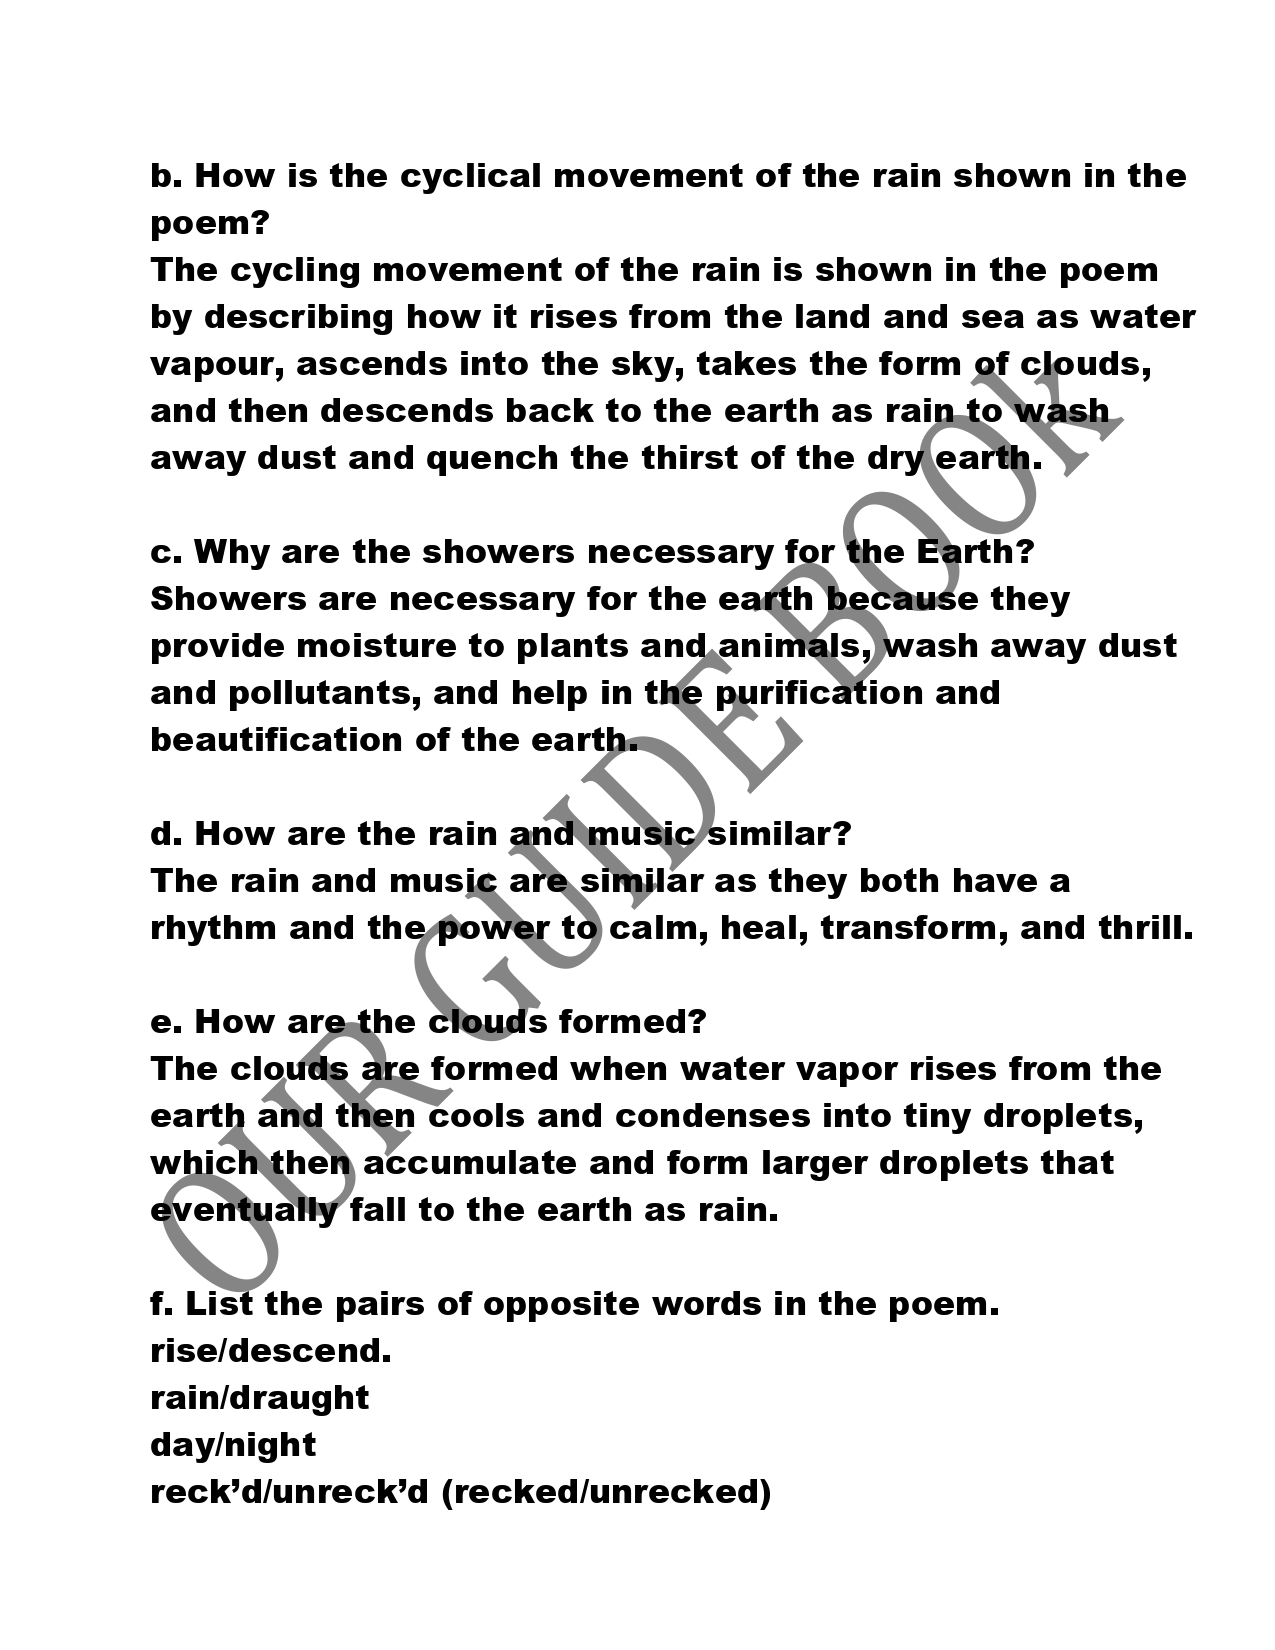 b. How is the cyclical movement of the rain shown in the
poem?
The cycling movement of the rain is shown in the poem
by describing how it rises from the land and sea as water
vapour, ascends into the sky, takes the form of clouds,
and then descends back to the earth as rain to wash
away dust and quench the thirst of the dry earth.
c. Why are the showers necessary for the Earth?
Showers are necessary for the earth because they
provide moisture to plants and animals, wash away dust
and pollutants, and help in the purification and
beautification of the earth.
d. How are the rain and music similar?
The rain and music are similar as they both have a
rhythm and the power to calm, heal, transform, and thrill.
e. How are the clouds formed?
The clouds are formed when water vapor rises from the
earth and then cools and condenses into tiny droplets,
which then accumulate and form larger droplets that
eventually fall to the earth as rain.
f. List the pairs of opposite words in the poem.
rise/descend.
rain/draught
day/night
reck’d/unreck’d (recked/unrecked)
OUR GUIDE BOOk